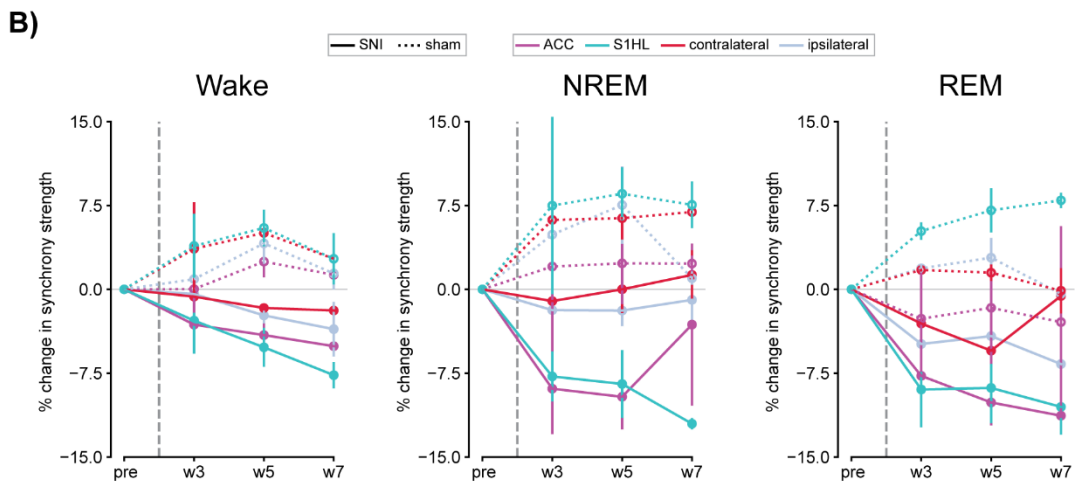 B)
SNI sham ACC S1HL contralateral ipsilateral
Wake NREM REM
% change in synchrony strength
15.0
7.5
0.0
−7.5
−15.0
pre w3 w5 w7
% change in synchrony strength
15.0
7.5
0.0
−7.5
−15.0
pre w3 w5 w7
% change in synchrony strength
15.0
7.5
0.0
−7.5
−15.0
pre w3 w5 w7